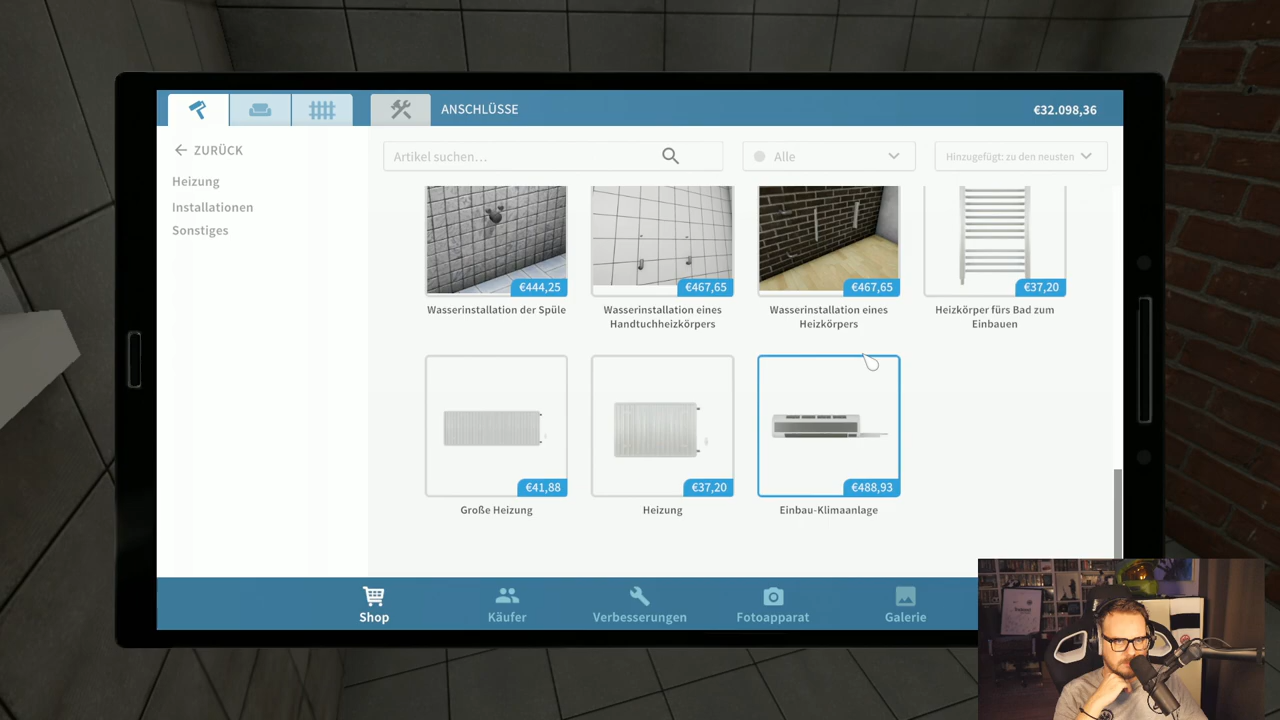 ANSCHLÜSSE
€32.098,36
ZURÜCK
Heizung
Installationen
Sonstiges
Artikel suchen...
Alle
Hinzugefügt: zu den neusten
€444,25
€467,65
€467,65
€37,20
Wasserinstallation der Spüle
Wasserinstallation eines
Handtuchheizkörpers
Wasserinstallation eines
Heizkörpers
Heizkörper fürs Bad zum
Einbauen
€41,88
€37,20
€488,93
Große Heizung
Heizung
Einbau-Klimaanlage
Shop
Käufer
Verbesserungen
Fotoapparat
Galerie